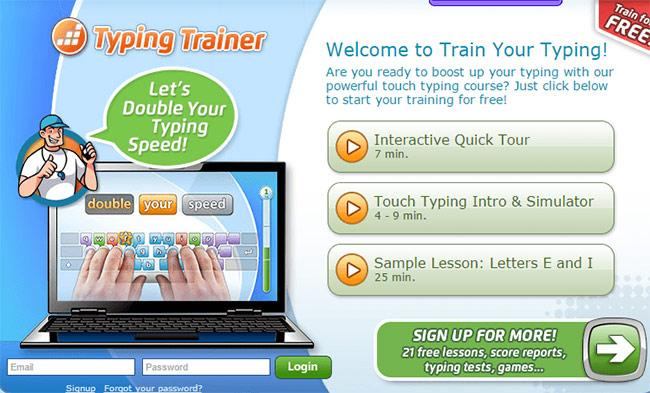 Typing Trainer
Train for
FREE!
Let's
Double Your
Typing
Speed!
double your speed
1
Welcome to Train Your Typing!
Are you ready to boost up your typing with our
powerful touch typing course? Just click below
to start your training for free!
Interactive Quick Tour
7 min.
Touch Typing Intro & Simulator
4 - 9 min.
Sample Lesson: Letters E and I
25 min.
SIGN UP FOR MORE!
21 free lessons, score reports,
typing tests, games...
Email
Password
Login
Signup Forgot your password?